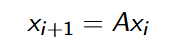 x_{i+1} = Ax_i